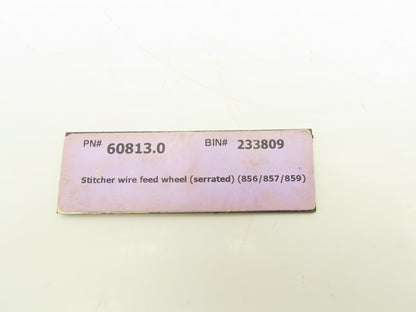 PN# 60813.0 BIN# 233809
Stitcher wire feed wheel (serrated) (856/857/859)